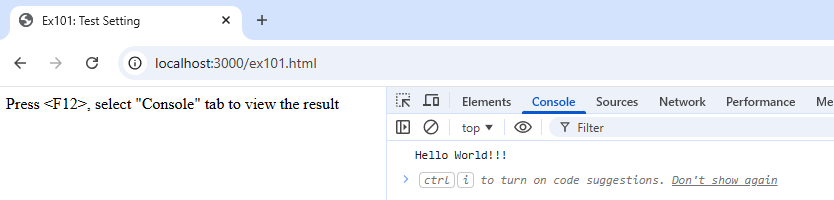 Ex101: Test Setting
localhost:3000/ex101.html
Press <F12>, select "Console" tab to view the result
Elements Console Sources Network Performance Me
top Filter
Hello World!!!
ctrl i to turn on code suggestions. Don't show again